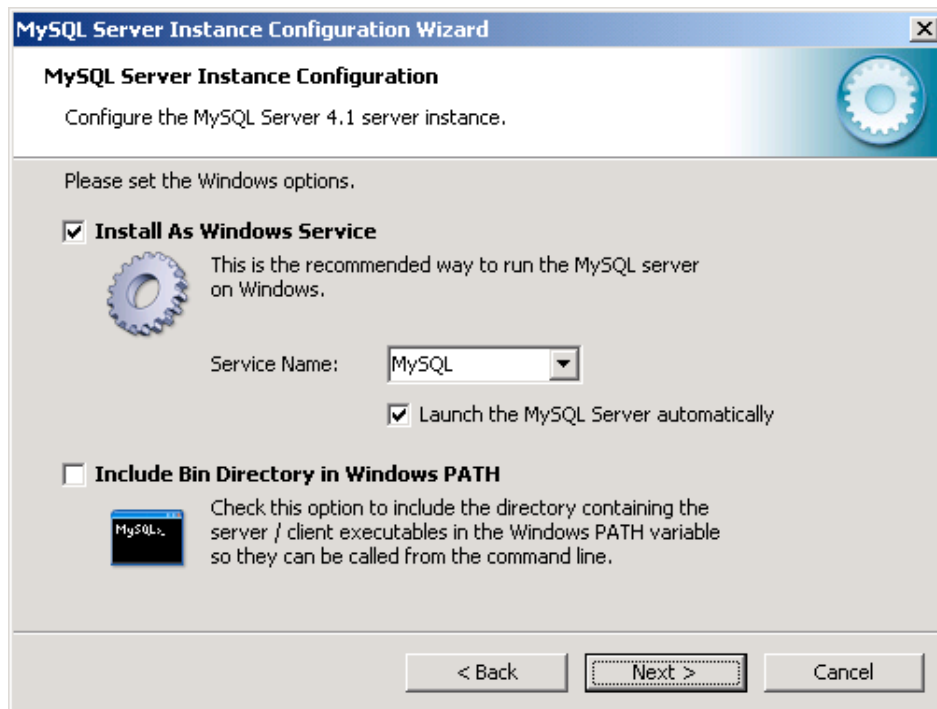 MySQL Server Instance Configuration Wizard
MySQL Server Instance Configuration
Configure the MySQL Server 4.1 server instance.
Please set the Windows options.
Install As Windows Service
This is the recommended way to run the MySQL server
on Windows.
Service Name: MySQL
Launch the MySQL Server automatically
Include Bin Directory in Windows PATH
Check this option to include the directory containing the
server / client executables in the Windows PATH variable
so they can be called from the command line.
MySQL>_
< Back Next > Cancel